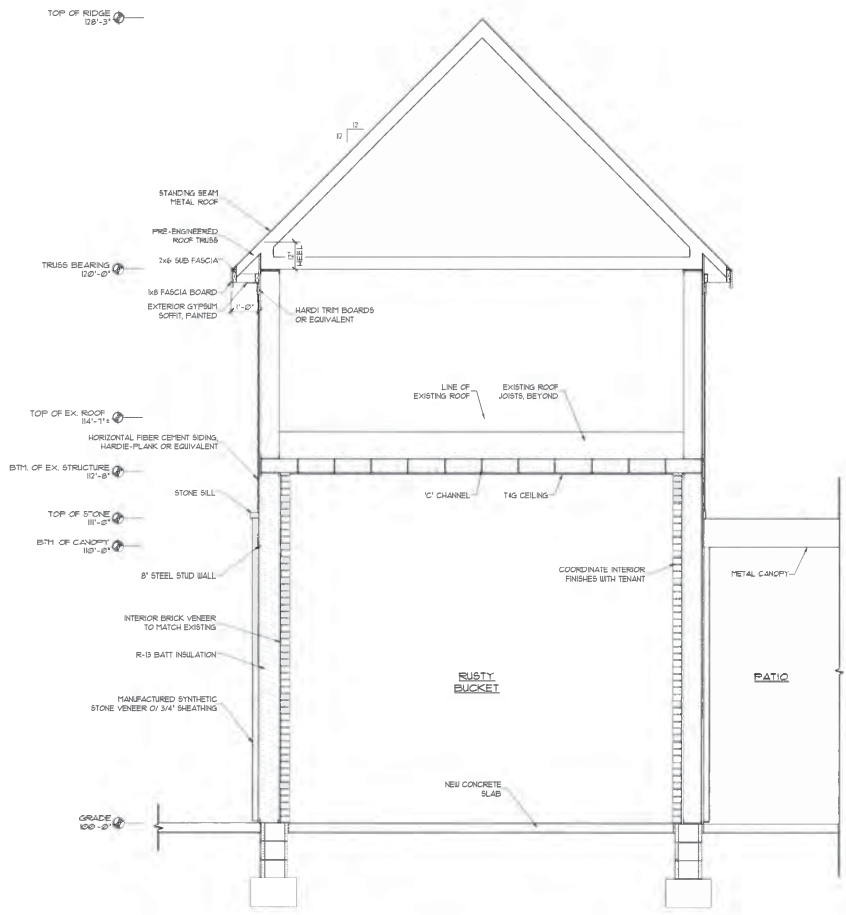 TOP OF RIDGE
128'-3"
12
12
STANDING SEAM
METAL ROOF
PRE-ENGINEERED
ROOF TRUSS
12"
HEEL
2x6 SUB FASCIA
TRUSS BEARING
120'-0"
1x8 FASCIA BOARD
EXTERIOR GYPSUM
SOFFIT, PAINTED
1'-0"
HARDI TRIM BOARDS
OR EQUIVALENT
LINE OF
EXISTING ROOF
EXISTING ROOF
JOISTS, BEYOND
TOP OF EX. ROOF
114'-7"±
HORIZONTAL FIBER CEMENT SIDING,
HARDIE-PLANK OR EQUIVALENT
BTM. OF EX. STRUCTURE
112'-8"
STONE SILL
'C' CHANNEL
T&G CEILING
TOP OF STONE
111'-0"
BTM OF CANOPY
110'-0"
8" STEEL STUD WALL
COORDINATE INTERIOR
FINISHES WITH TENANT
METAL CANOPY
INTERIOR BRICK VENEER
TO MATCH EXISTING
R-13 BATT INSULATION
RUSTY
BUCKET
PATIO
MANUFACTURED SYNTHETIC
STONE VENEER O/ 3/4" SHEATHING
NEW CONCRETE
SLAB
GRADE
100'-0"